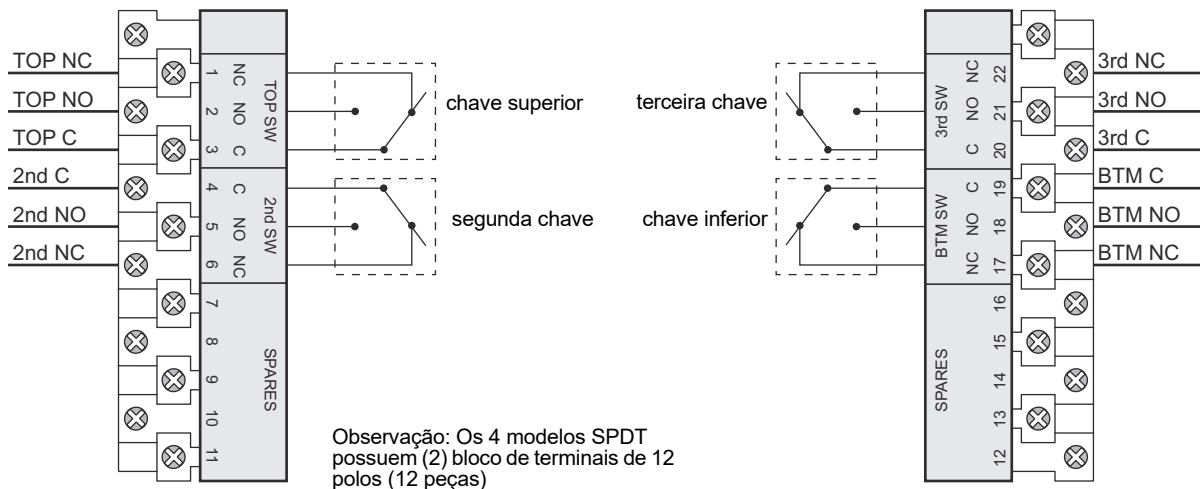 TOP NC
TOP NO
TOP C
2nd C
2nd NO
2nd NC
1 NC
2 NO
3 C
TOP SW
4 C
5 NO
6 NC
2nd SW
7
8
9
10
11
SPARES
chave superior
segunda chave
terceira chave
chave inferior
3rd SW
NC 22
NO 21
C 20
BTM SW
C 19
NO 18
NC 17
SPARES
16
15
14
13
12
3rd NC
3rd NO
3rd C
BTM C
BTM NO
BTM NC
Observação: Os 4 modelos SPDT
possuem (2) bloco de terminais de 12
polos (12 peças)